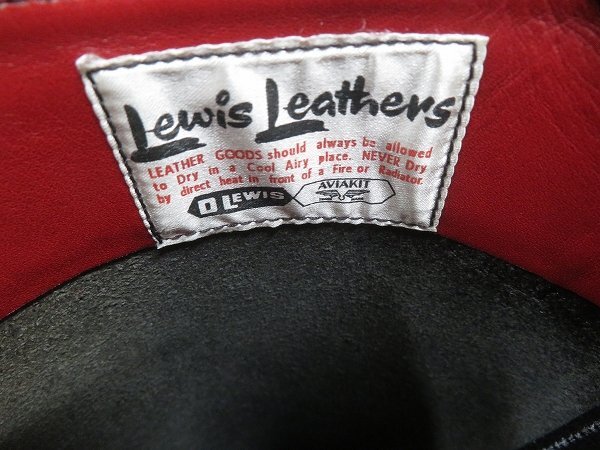 Lewis Leathers
LEATHER GOODS should always be allowed
to Dry in a Cool Airy place. NEVER Dry
by direct heat in front of a Fire or Radiator.
D LEWIS AVIAKIT